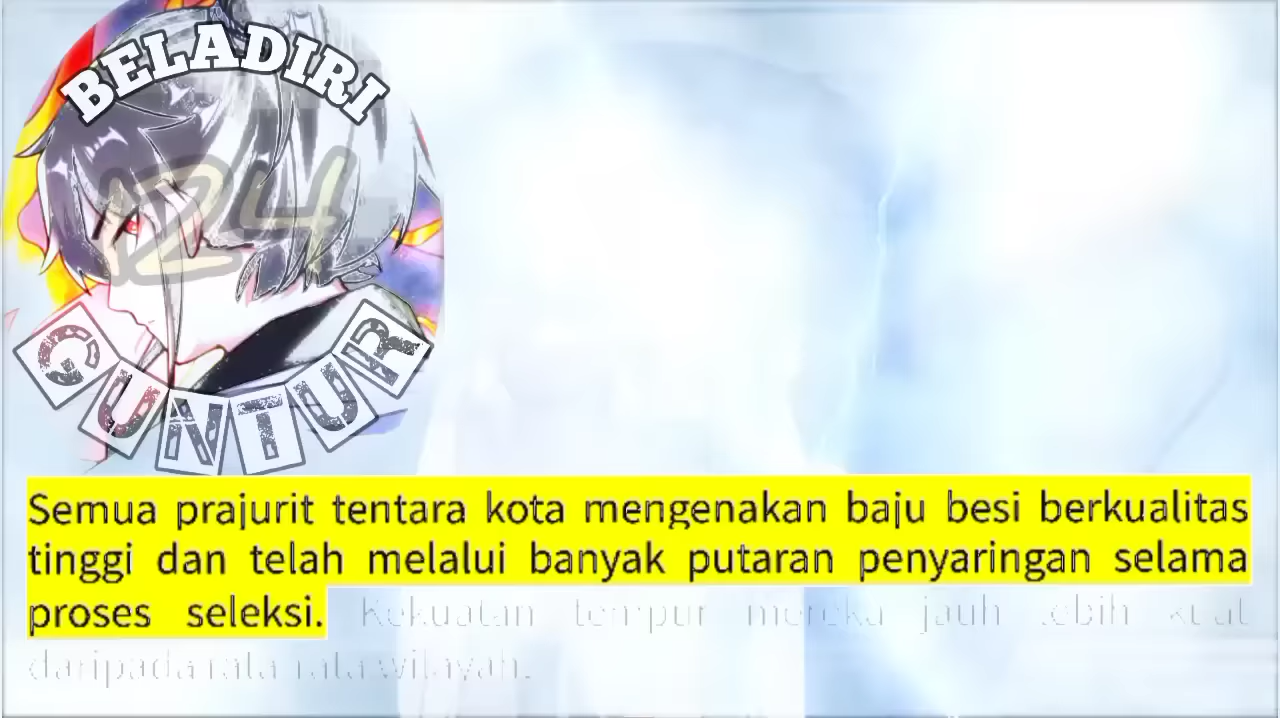 BELADIRI
124
GUNTUR
Semua prajurit tentara kota mengenakan baju besi berkualitas
tinggi dan telah melalui banyak putaran penyaringan selama
proses seleksi. Kekuatan tempur mereka jauh lebih kuat
daripada rata rata wilayah.